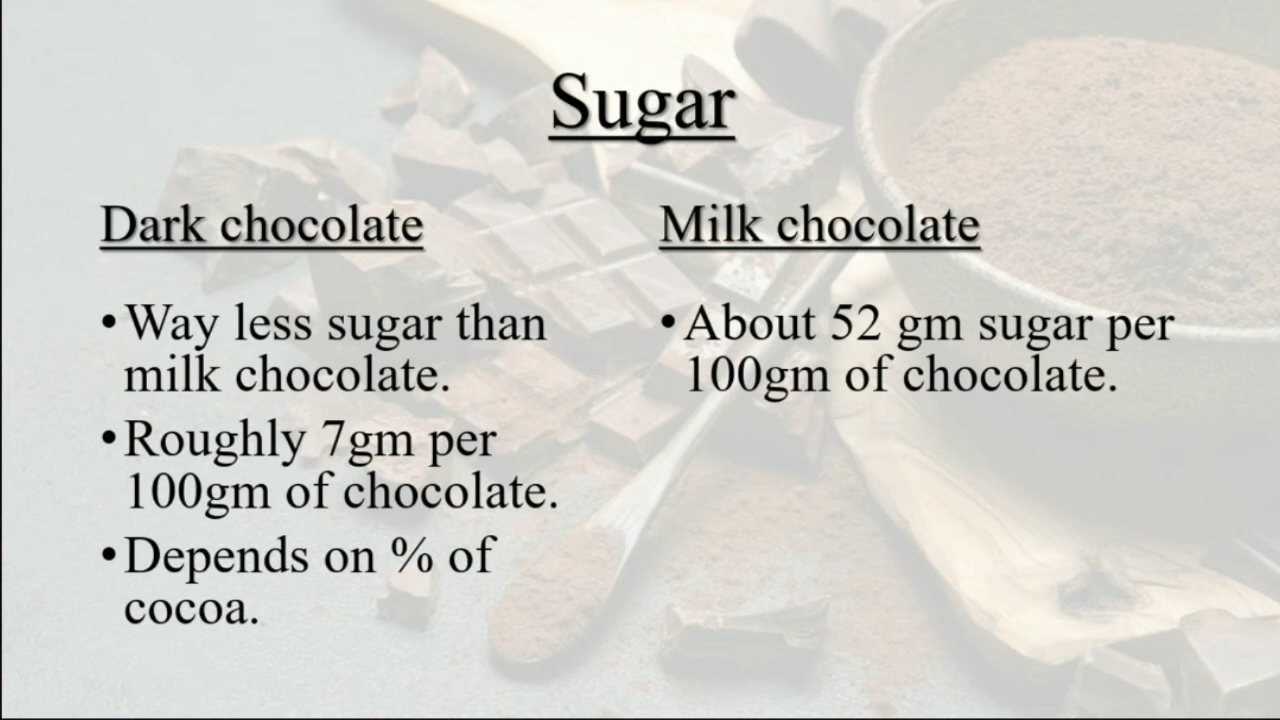 Sugar
Dark chocolate
• Way less sugar than
milk chocolate.
• Roughly 7gm per
100gm of chocolate.
• Depends on % of
cocoa.
Milk chocolate
• About 52 gm sugar per
100gm of chocolate.